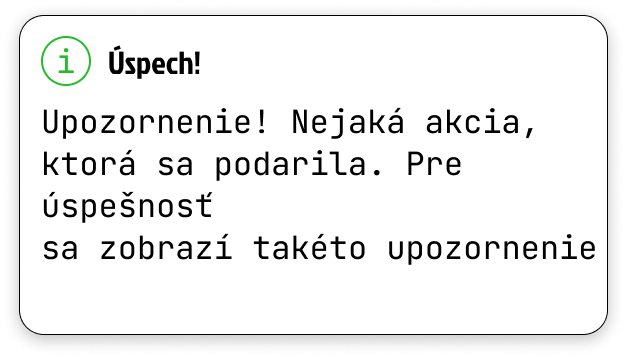 i Úspech!
Upozornenie! Nejaká akcia,
ktorá sa podarila. Pre
úspešnosť
sa zobrazí takéto upozornenie